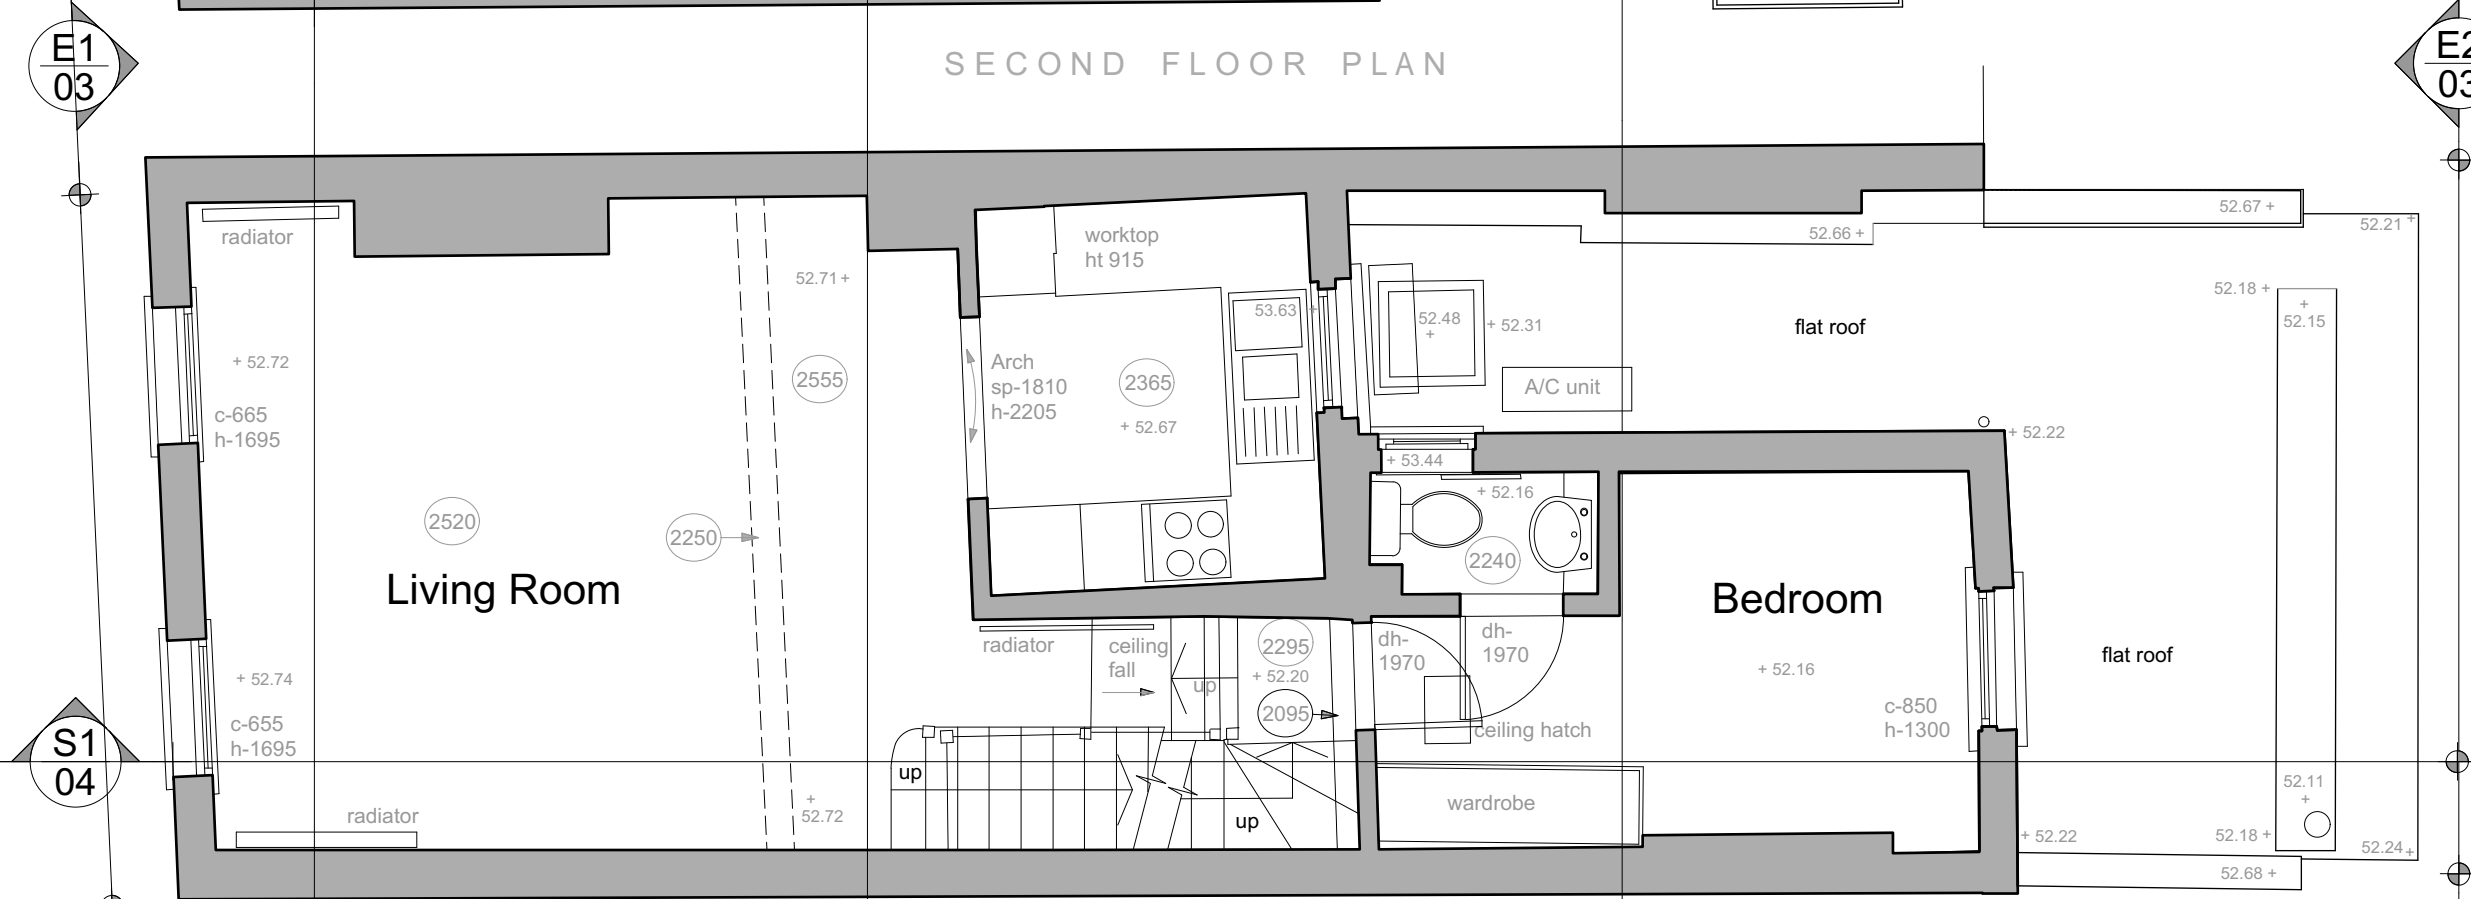 E1
03
SECOND FLOOR PLAN
E2
03
radiator
worktop
ht 915
52.67 +
52.66 +
52.21 +
52.71 +
53.63 +
52.48
+
+ 52.31
flat roof
52.18 +
+
52.15
+ 52.72
2555
Arch
sp-1810
h-2205
2365
+ 52.67
A/C unit
c-665
h-1695
+ 52.22
+ 53.44
+ 52.16
2520
2250
2240
Living Room
Bedroom
radiator
ceiling
fall
up
2295
+ 52.20
2095
dh-
1970
dh-
1970
+ 52.16
flat roof
+ 52.74
c-655
h-1695
c-850
h-1300
ceiling hatch
S1
04
up
wardrobe
52.11
+
radiator
+
52.72
up
+ 52.22
52.18 +
52.24 +
52.68 +